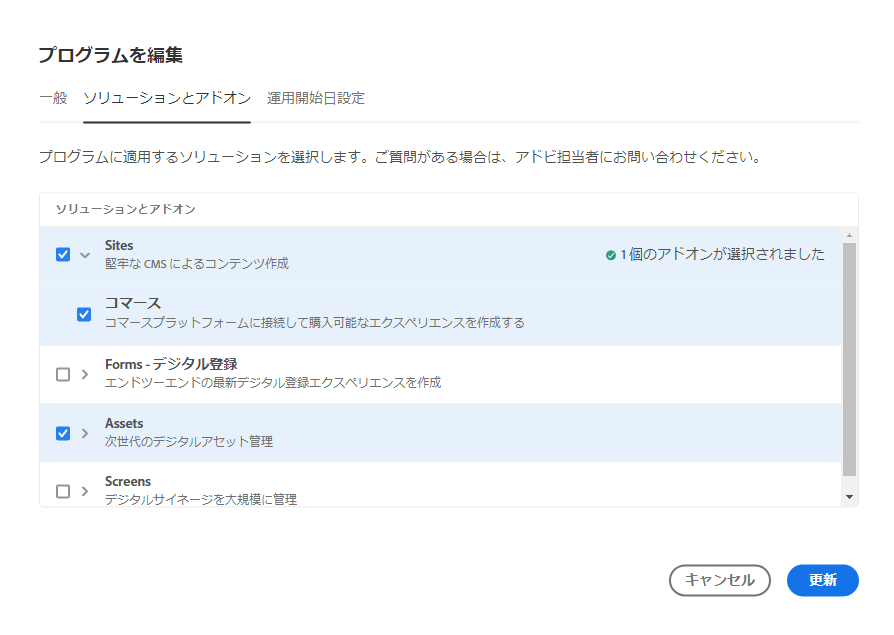 プログラムを編集
一般 ソリューションとアドオン 運用開始日設定
プログラムに適用するソリューションを選択します。ご質問がある場合は、アドビ担当者にお問い合わせください。
ソリューションとアドオン
Sites
堅牢な CMS によるコンテンツ作成
1個のアドオンが選択されました
コマース
コマースプラットフォームに接続して購入可能なエクスペリエンスを作成する
Forms - デジタル登録
エンドツーエンドの最新デジタル登録エクスペリエンスを作成
Assets
次世代のデジタルアセット管理
Screens
デジタルサイネージを大規模に管理
キャンセル 更新